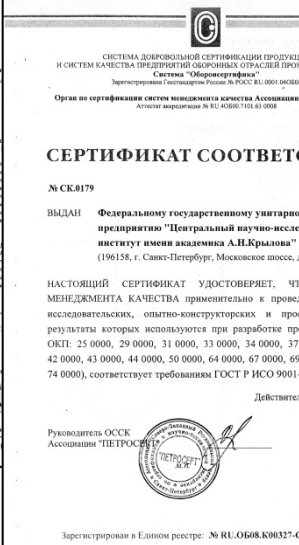 СИСТЕМА ДОБРОВОЛЬНОЙ СЕРТИФИКАЦИИ ПРОДУКЦ
И СИСТЕМ КАЧЕСТВА ПРЕДПРИЯТИЙ ОБОРОННЫХ ОТРАСЛЕЙ ПРОМ
Система "Оборонсертифика"
Зарегистрирована Госстандартом России № РОСС RU.0001.04ОБ0
Орган по сертификации систем менеджмента качества Ассоциации
Аттестат аккредитации № RU.4ОБ00.7101.63 0008
СЕРТИФИКАТ СООТВЕТС
№ СК.0179
ВЫДАН Федеральному государственному унитарно
предприятию "Центральный научно-иссле
институт имени академика А.Н.Крылова"
(196158, г. Санкт-Петербург, Московское шоссе, д
НАСТОЯЩИЙ СЕРТИФИКАТ УДОСТОВЕРЯЕТ, ЧТ
МЕНЕДЖМЕНТА КАЧЕСТВА применительно к провед
исследовательских, опытно-конструкторских и прое
результаты которых используются при разработке пр
ОКП: 25 0000, 29 0000, 31 0000, 33 0000, 34 0000, 37
42 0000, 43 0000, 44 0000, 50 0000, 64 0000, 67 0000, 69
74 0000), соответствует требованиям ГОСТ Р ИСО 9001-
Действител
Руководитель ОССК
Ассоциации "ПЕТРОСЕРТ"
"ПЕТРОСЕРТ"
М.П.
Зарегистрирован в Едином реестре: № RU.ОБ08.К00327-С